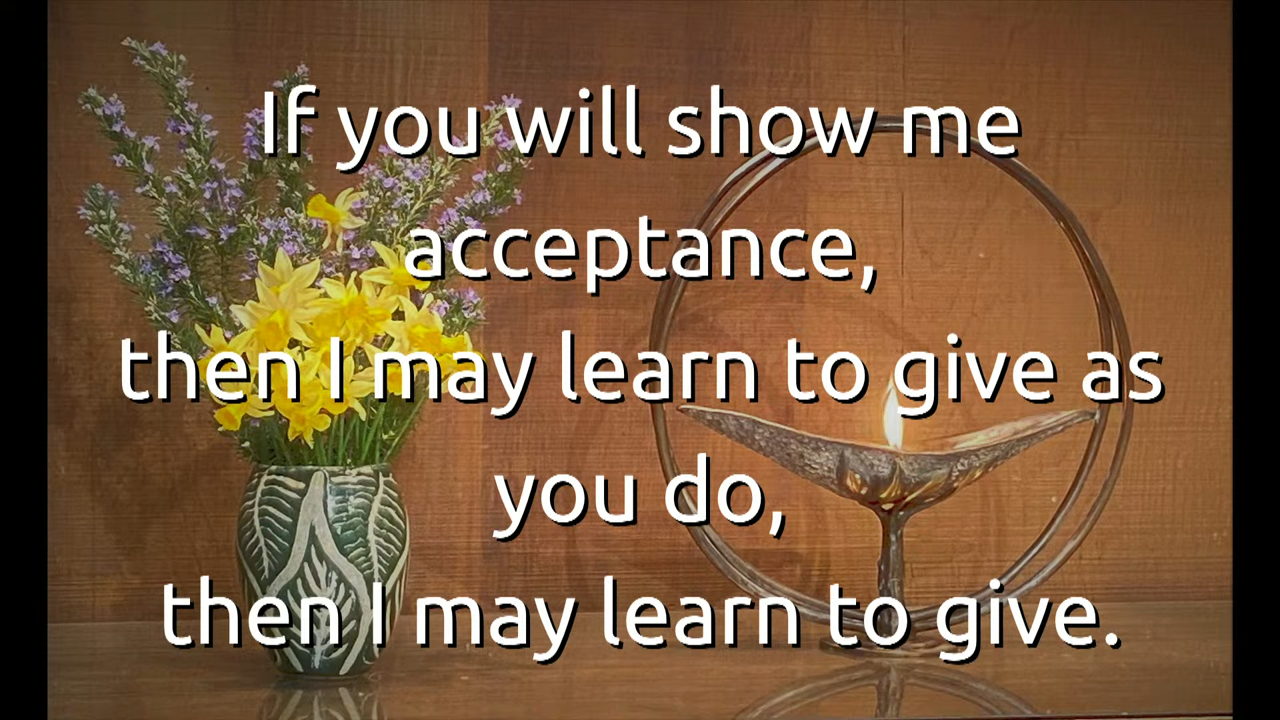 If you will show me
acceptance,
then I may learn to give as
you do,
then I may learn to give.